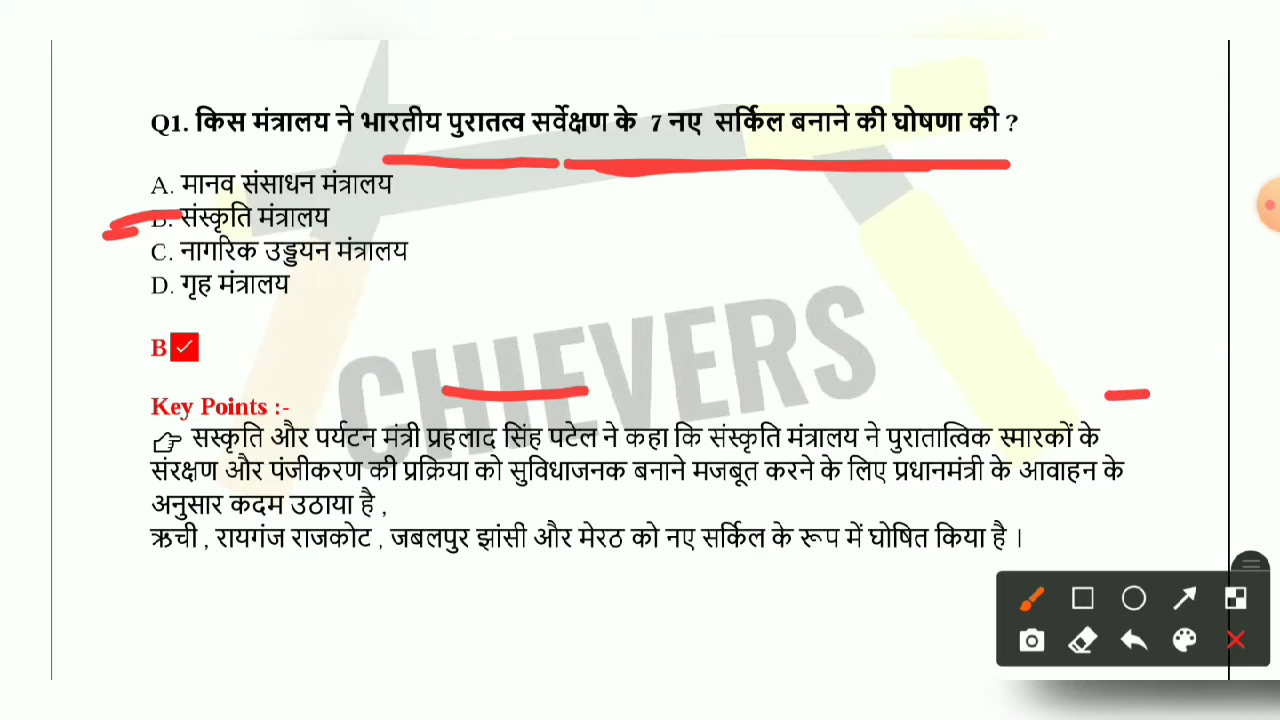 Q1. किस मंत्रालय ने भारतीय पुरातत्व सर्वेक्षण के 7 नए सर्किल बनाने की घोषणा की ?
A. मानव संसाधन मंत्रालय
B. संस्कृति मंत्रालय
C. नागरिक उड्डयन मंत्रालय
D. गृह मंत्रालय
B
CHIEVERS
Key Points :-
सस्कृति और पर्यटन मंत्री प्रहलाद सिंह पटेल ने कहा कि संस्कृति मंत्रालय ने पुरातात्विक स्मारकों के
संरक्षण और पंजीकरण की प्रक्रिया को सुविधाजनक बनाने मजबूत करने के लिए प्रधानमंत्री के आवाहन के
अनुसार कदम उठाया है ,
ऋची , रायगंज राजकोट , जबलपुर झांसी और मेरठ को नए सर्किल के रूप में घोषित किया है ।